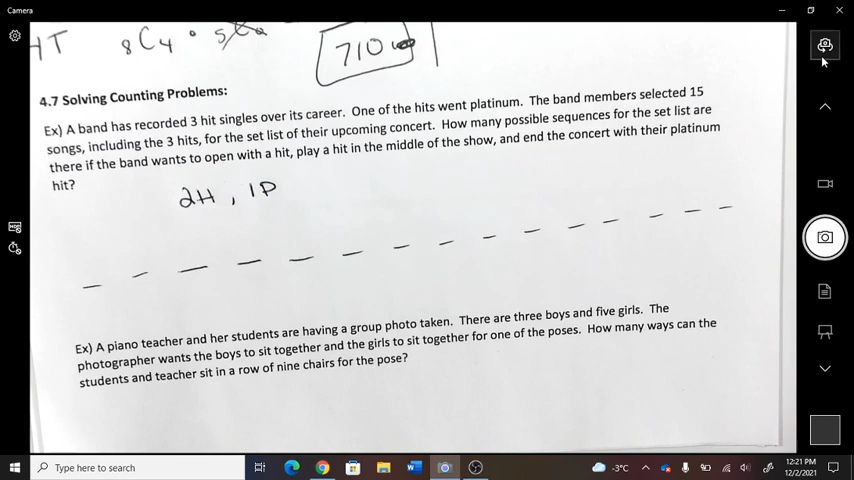 Camera
HT 8C4 •
710
4.7 Solving Counting Problems:
Ex) A band has recorded 3 hit singles over its career. One of the hits went platinum. The band members selected 15
songs, including the 3 hits, for the set list of their upcoming concert. How many possible sequences for the set list are
there if the band wants to open with a hit, play a hit in the middle of the show, and end the concert with their platinum
hit?
2H , 1P
Ex) A piano teacher and her students are having a group photo taken. There are three boys and five girls. The
photographer wants the boys to sit together and the girls to sit together for one of the poses. How many ways can the
students and teacher sit in a row of nine chairs for the pose?
Type here to search
-3°C
12:21 PM
12/2/2021